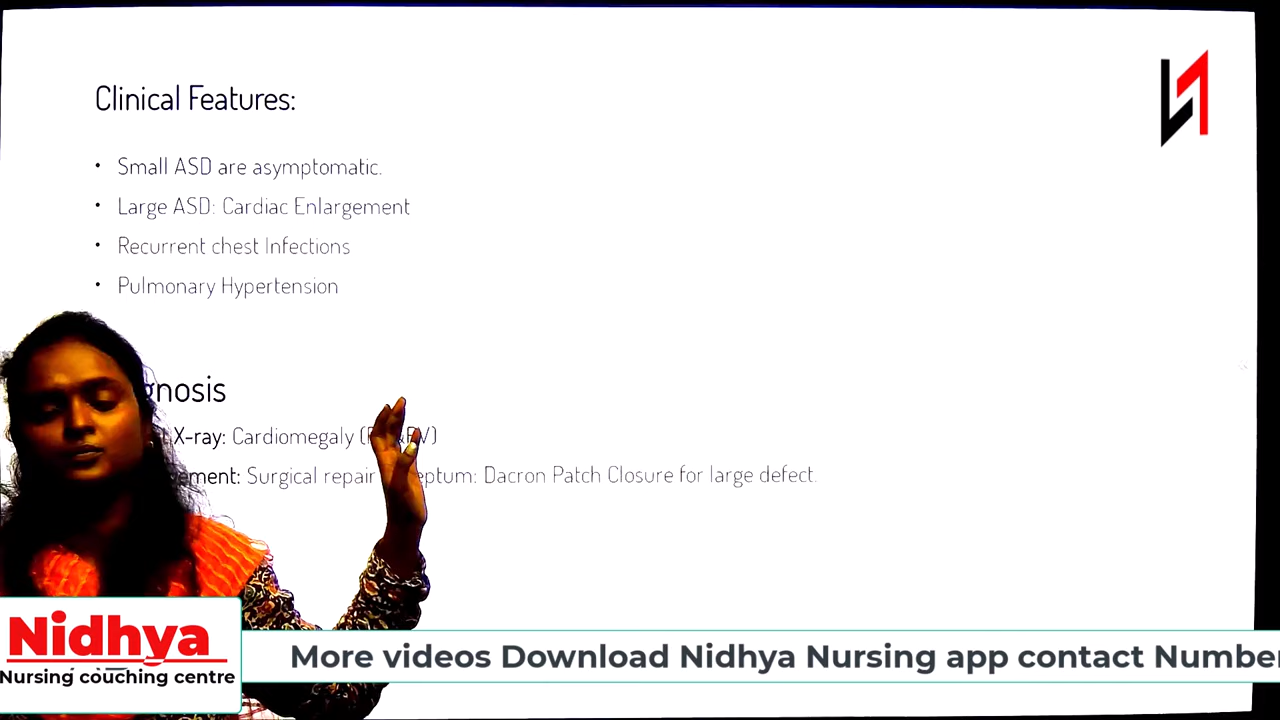 Clinical Features:
• Small ASD are asymptomatic.
• Large ASD: Cardiac Enlargement
• Recurrent chest Infections
• Pulmonary Hypertension
gnosis
X-ray: Cardiomegaly (R &RV)
ement: Surgical repair eptum: Dacron Patch Closure for large defect.
Nidhya
Nursing couching centre
More videos Download Nidhya Nursing app contact Number